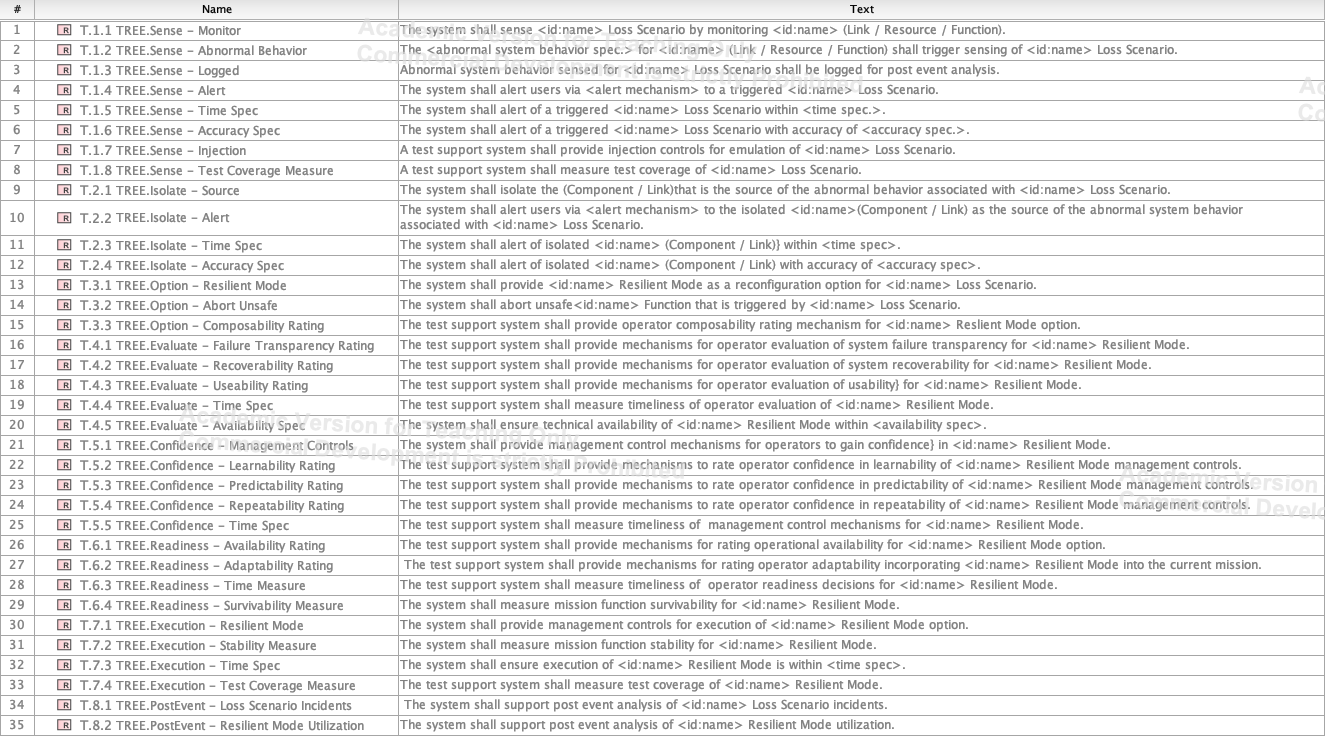 # Name Text
1 R T.1.1 TREE.Sense – Monitor The system shall sense <id:name> Loss Scenario by monitoring <id:name> (Link / Resource / Function).
2 R T.1.2 TREE.Sense – Abnormal Behavior The <abnormal system behavior spec.> for <id:name> (Link / Resource / Function) shall trigger sensing of <id:name> Loss Scenario.
3 R T.1.3 TREE.Sense – Logged Abnormal system behavior sensed for <id:name> Loss Scenario shall be logged for post event analysis.
4 R T.1.4 TREE.Sense – Alert The system shall alert users via <alert mechanism> to a triggered <id:name> Loss Scenario.
5 R T.1.5 TREE.Sense – Time Spec The system shall alert of a triggered <id:name> Loss Scenario within <time spec.>.
6 R T.1.6 TREE.Sense – Accuracy Spec The system shall alert of a triggered <id:name> Loss Scenario with accuracy of <accuracy spec.>.
7 R T.1.7 TREE.Sense – Injection A test support system shall provide injection controls for emulation of <id:name> Loss Scenario.
8 R T.1.8 TREE.Sense – Test Coverage Measure A test support system shall measure test coverage of <id:name> Loss Scenario.
9 R T.2.1 TREE.Isolate – Source The system shall isolate the (Component / Link)that is the source of the abnormal behavior associated with <id:name> Loss Scenario.
10 R T.2.2 TREE.Isolate – Alert The system shall alert users via <alert mechanism> to the isolated <id:name>(Component / Link) as the source of the abnormal system behavior
associated with <id:name> Loss Scenario.
11 R T.2.3 TREE.Isolate – Time Spec The system shall alert of isolated <id:name> (Component / Link)} within <time spec>.
12 R T.2.4 TREE.Isolate – Accuracy Spec The system shall alert of isolated <id:name> (Component / Link) with accuracy of <accuracy spec>.
13 R T.3.1 TREE.Option – Resilient Mode The system shall provide <id:name> Resilient Mode as a reconfiguration option for <id:name> Loss Scenario.
14 R T.3.2 TREE.Option – Abort Unsafe The system shall abort unsafe<id:name> Function that is triggered by <id:name> Loss Scenario.
15 R T.3.3 TREE.Option – Composability Rating The test support system shall provide operator composability rating mechanism for <id:name> Reslient Mode option.
16 R T.4.1 TREE.Evaluate – Failure Transparency Rating The test support system shall provide mechanisms for operator evaluation of system failure transparency for <id:name> Resilient Mode.
17 R T.4.2 TREE.Evaluate – Recoverability Rating The test support system shall provide mechanisms for operator evaluation of system recoverability for <id:name> Resilient Mode.
18 R T.4.3 TREE.Evaluate – Useability Rating The test support system shall provide mechanisms for operator evaluation of usability} for <id:name> Resilient Mode.
19 R T.4.4 TREE.Evaluate – Time Spec The test support system shall measure timeliness of operator evaluation of <id:name> Resilient Mode.
20 R T.4.5 TREE.Evaluate – Availability Spec The system shall ensure technical availability of <id:name> Resilient Mode within <availability spec>.
21 R T.5.1 TREE.Confidence – Management Controls The system shall provide management control mechanisms for operators to gain confidence} in <id:name> Resilient Mode.
22 R T.5.2 TREE.Confidence – Learnability Rating The test support system shall provide mechanisms to rate operator confidence in learnability of <id:name> Resilient Mode management controls.
23 R T.5.3 TREE.Confidence – Predictability Rating The test support system shall provide mechanisms to rate operator confidence in predictability of <id:name> Resilient Mode management controls.
24 R T.5.4 TREE.Confidence – Repeatability Rating The test support system shall provide mechanisms to rate operator confidence in repeatability of <id:name> Resilient Mode management controls.
25 R T.5.5 TREE.Confidence – Time Spec The test support system shall measure timeliness of management control mechanisms for <id:name> Resilient Mode.
26 R T.6.1 TREE.Readiness – Availability Rating The test support system shall provide mechanisms for rating operational availability for <id:name> Resilient Mode option.
27 R T.6.2 TREE.Readiness – Adaptability Rating The test support system shall provide mechanisms for rating operator adaptability incorporating <id:name> Resilient Mode into the current mission.
28 R T.6.3 TREE.Readiness – Time Measure The test support system shall measure timeliness of operator readiness decisions for <id:name> Resilient Mode.
29 R T.6.4 TREE.Readiness – Survivability Measure The system shall measure mission function survivability for <id:name> Resilient Mode.
30 R T.7.1 TREE.Execution – Resilient Mode The system shall provide management controls for execution of <id:name> Resilient Mode option.
31 R T.7.2 TREE.Execution – Stability Measure The system shall measure mission function stability for <id:name> Resilient Mode.
32 R T.7.3 TREE.Execution – Time Spec The system shall ensure execution of <id:name> Resilient Mode is within <time spec>.
33 R T.7.4 TREE.Execution – Test Coverage Measure The test support system shall measure test coverage of <id:name> Resilient Mode.
34 R T.8.1 TREE.PostEvent – Loss Scenario Incidents The system shall support post event analysis of <id:name> Loss Scenario incidents.
35 R T.8.2 TREE.PostEvent – Resilient Mode Utilization The system shall support post event analysis of <id:name> Resilient Mode utilization.
Academic Version for Teaching Only
Commercial Development is strictly Prohibited
Ac
Co
Academic Version for Teaching Only
Commercial Development is strictly Prohibited
Academic Version
Commercial Develo